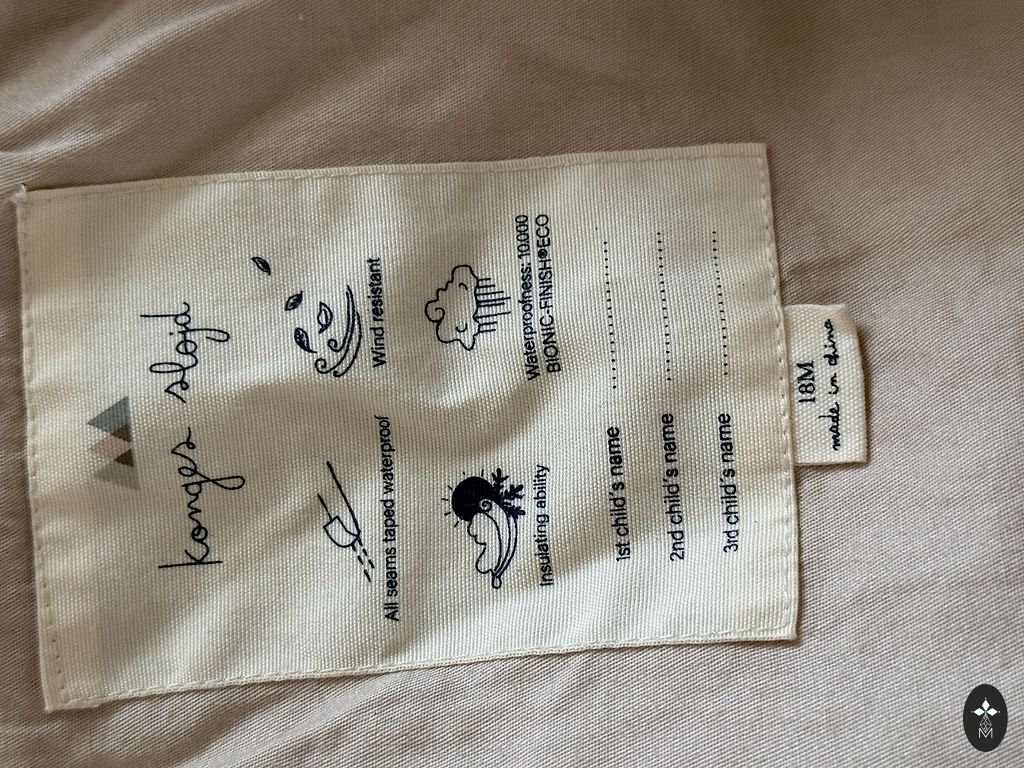 konges sløjd
All seams taped waterproof
Wind resistant
Insulating ability
Waterproofness: 10.000
BIONIC-FINISH®ECO
1st child's name ....................
2nd child's name ....................
3rd child's name ....................
18M
made in china
M